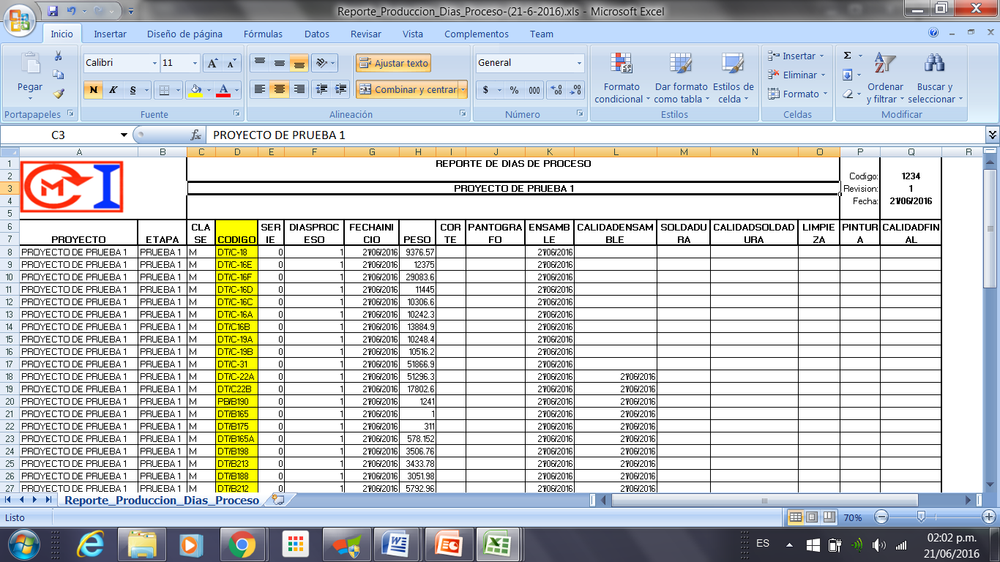 Reporte_Produccion_Dias_Proceso-(21-6-2016).xls - Microsoft Excel
Inicio Insertar Diseño de página Fórmulas Datos Revisar Vista Complementos Team
Pegar
Portapapeles
Calibri 11
N K S
Fuente
Ajustar texto
Combinar y centrar
Alineación
General
$ % 000
Número
Formato condicional
Dar formato como tabla
Estilos de celda
Estilos
Insertar
Eliminar
Formato
Celdas
Σ
Ordenar y filtrar
Buscar y seleccionar
Modificar
C3 fx PROYECTO DE PRUEBA 1
A B C D E F G H I J K L M N O P Q R
1 REPORTE DE DIAS DE PROCESO
2 Codigo: 1234
3 PROYECTO DE PRUEBA 1 Revision: 1
4 Fecha: 21/06/2016
5
M I
6 CLA SER DIASPROC FECHAINI COR PANTOGRA ENSAMB CALIDADENSAM SOLDADU CALIDADSOLDAD LIMPIE PINTUR CALIDADFIN
7 PROYECTO ETAPA SE CODIGO IE ESO CIO PESO TE FO LE BLE RA URA ZA A AL
8 PROYECTO DE PRUEBA 1 PRUEBA 1 M DT/C-18 0 1 21/06/2016 9376.57 21/06/2016
9 PROYECTO DE PRUEBA 1 PRUEBA 1 M DT/C-16E 0 1 21/06/2016 12375 21/06/2016
10 PROYECTO DE PRUEBA 1 PRUEBA 1 M DT/C-16F 0 1 21/06/2016 29083.6 21/06/2016
11 PROYECTO DE PRUEBA 1 PRUEBA 1 M DT/C-16D 0 1 21/06/2016 11445 21/06/2016
12 PROYECTO DE PRUEBA 1 PRUEBA 1 M DT/C-16C 0 1 21/06/2016 10306.6 21/06/2016
13 PROYECTO DE PRUEBA 1 PRUEBA 1 M DT/C-16A 0 1 21/06/2016 10242.3 21/06/2016
14 PROYECTO DE PRUEBA 1 PRUEBA 1 M DT/C16B 0 1 21/06/2016 13884.9 21/06/2016
15 PROYECTO DE PRUEBA 1 PRUEBA 1 M DT/C-19A 0 1 21/06/2016 10248.4 21/06/2016
16 PROYECTO DE PRUEBA 1 PRUEBA 1 M DT/C-19B 0 1 21/06/2016 10516.2 21/06/2016
17 PROYECTO DE PRUEBA 1 PRUEBA 1 M DT/C-31 0 1 21/06/2016 51866.9 21/06/2016
18 PROYECTO DE PRUEBA 1 PRUEBA 1 M DT/C-22A 0 1 21/06/2016 51296.3 21/06/2016 21/06/2016
19 PROYECTO DE PRUEBA 1 PRUEBA 1 M DT/C22B 0 1 21/06/2016 17802.6 21/06/2016 21/06/2016
20 PROYECTO DE PRUEBA 1 PRUEBA 1 M PB/B190 0 1 21/06/2016 1241 21/06/2016 21/06/2016
21 PROYECTO DE PRUEBA 1 PRUEBA 1 M DT/B165 0 1 21/06/2016 1 21/06/2016 21/06/2016
22 PROYECTO DE PRUEBA 1 PRUEBA 1 M DT/B175 0 1 21/06/2016 311 21/06/2016 21/06/2016
23 PROYECTO DE PRUEBA 1 PRUEBA 1 M DT/B165A 0 1 21/06/2016 578.152 21/06/2016 21/06/2016
24 PROYECTO DE PRUEBA 1 PRUEBA 1 M DT/B198 0 1 21/06/2016 3506.76 21/06/2016 21/06/2016
25 PROYECTO DE PRUEBA 1 PRUEBA 1 M DT/B213 0 1 21/06/2016 3433.78 21/06/2016 21/06/2016
26 PROYECTO DE PRUEBA 1 PRUEBA 1 M DT/B188 0 1 21/06/2016 3051.98 21/06/2016 21/06/2016
27 PROYECTO DE PRUEBA 1 PRUEBA 1 M DT/B212 0 1 21/06/2016 5792.96 21/06/2016 21/06/2016
Reporte_Produccion_Dias_Proceso
Listo 70%
ES 02:02 p.m.
21/06/2016